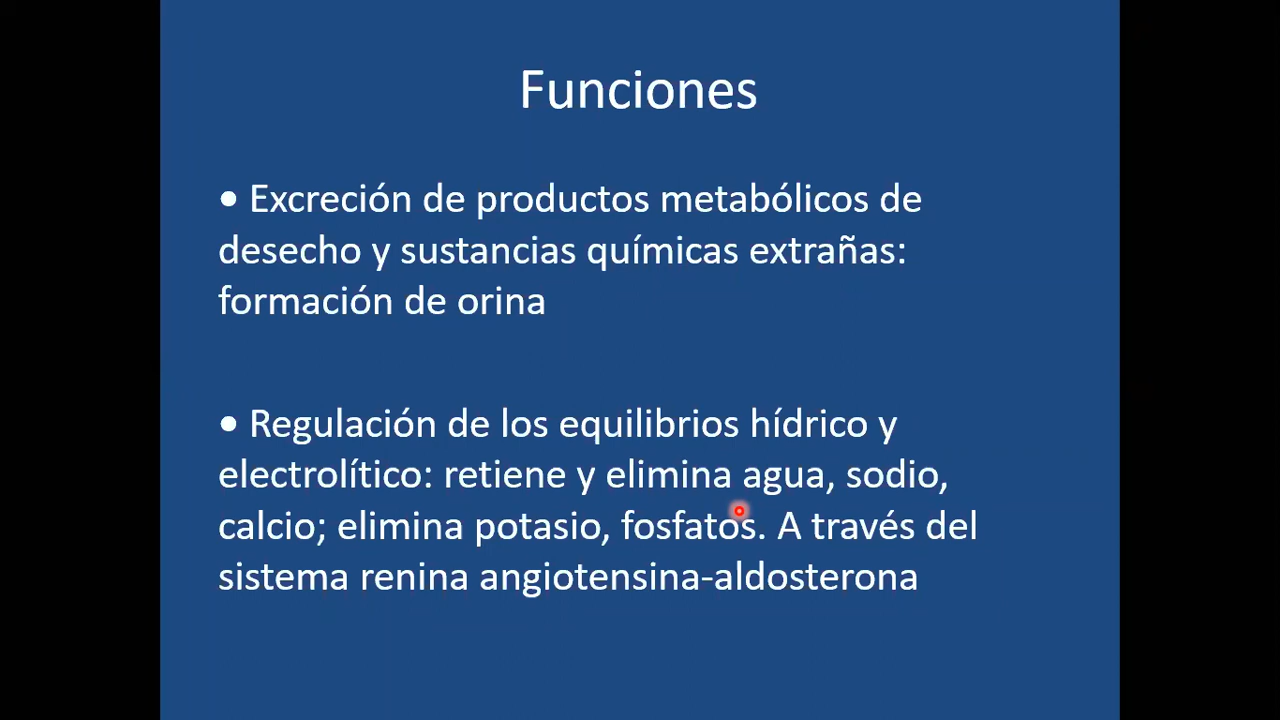 Funciones
• Excreción de productos metabólicos de
desecho y sustancias químicas extrañas:
formación de orina
• Regulación de los equilibrios hídrico y
electrolítico: retiene y elimina agua, sodio,
calcio; elimina potasio, fosfatos. A través del
sistema renina angiotensina-aldosterona